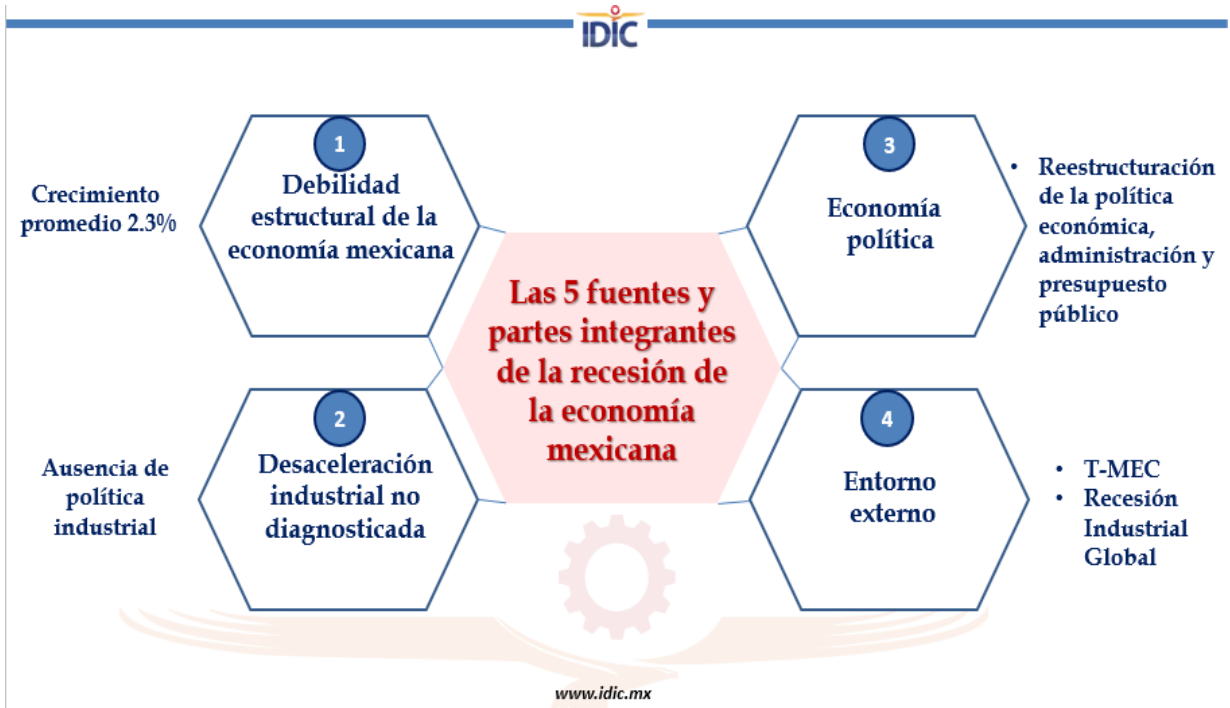 IDIC
Crecimiento
promedio 2.3%
1
Debilidad
estructural de la
economía mexicana
Ausencia de
política
industrial
2
Desaceleración
industrial no
diagnosticada
Las 5 fuentes y
partes integrantes
de la recesión de
la economía
mexicana
3
Economía
política
• Reestructuración
de la política
económica,
administración y
presupuesto
público
4
Entorno
externo
• T-MEC
• Recesión
Industrial
Global
www.idic.mx